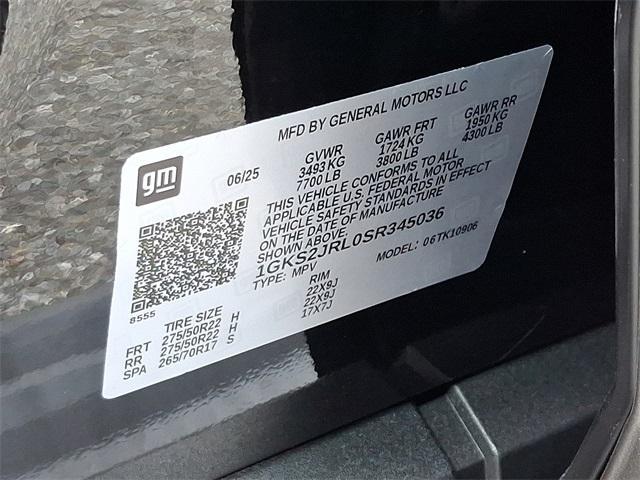 MFD BY GENERAL MOTORS LLC
gm
06/25
GVWR GAWR FRT GAWR RR
3493 KG 1724 KG 1950 KG
7700 LB 3800 LB 4300 LB
THIS VEHICLE CONFORMS TO ALL
APPLICABLE U.S. FEDERAL MOTOR
VEHICLE SAFETY STANDARDS IN EFFECT
ON THE DATE OF MANUFACTURE
SHOWN ABOVE.
1GKS2JRL0SR345036
TYPE: MPV MODEL: 06TK10906
8555
TIRE SIZE RIM
FRT 275/50R22 H 22X9J
RR 275/50R22 H 22X9J
SPA 265/70R17 S 17X7J